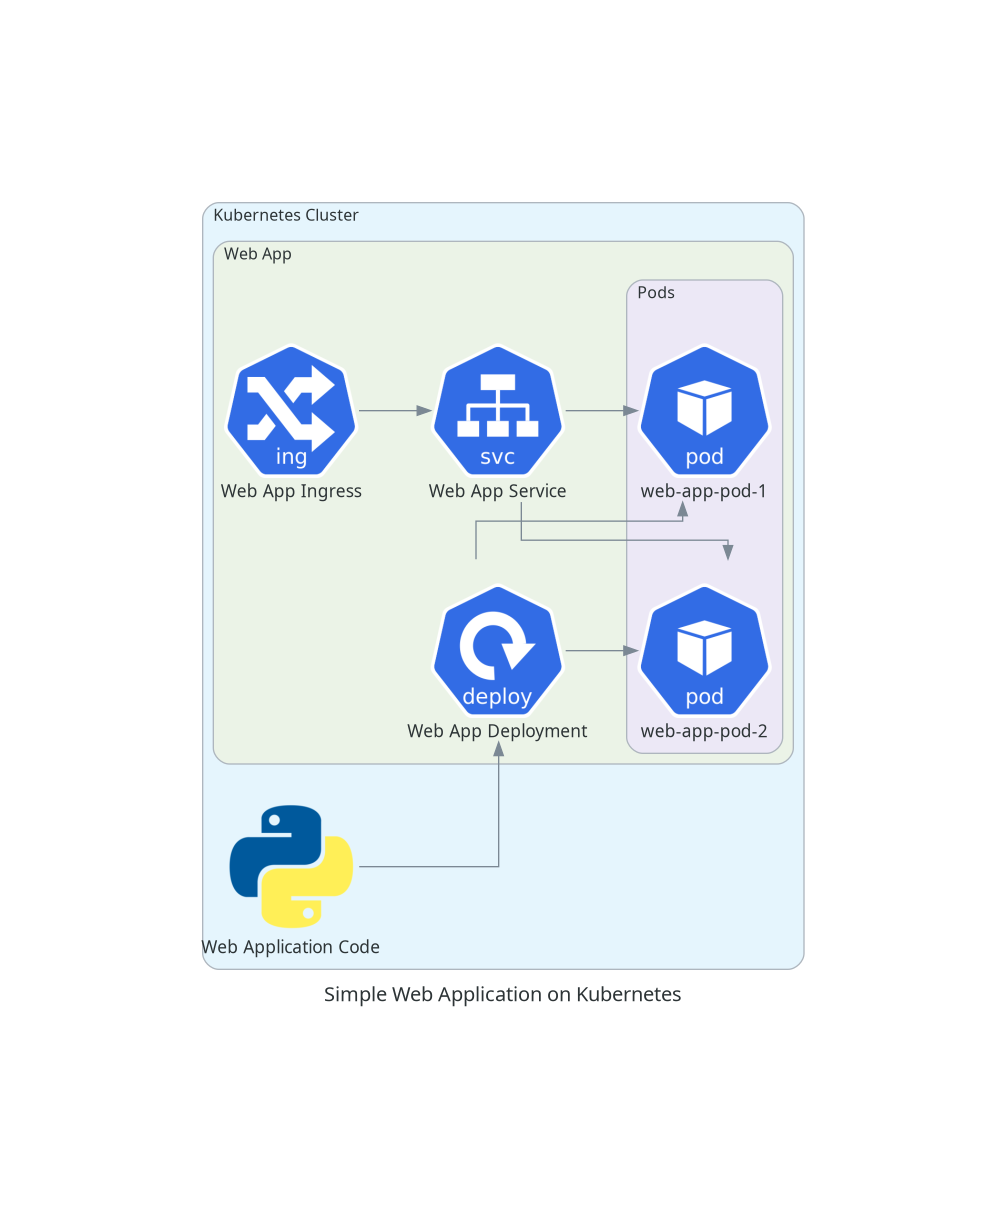 Kubernetes Cluster
Web App
Pods
ing
svc
pod
Web App Ingress
Web App Service
web-app-pod-1
deploy
pod
Web App Deployment
web-app-pod-2
Web Application Code
Simple Web Application on Kubernetes